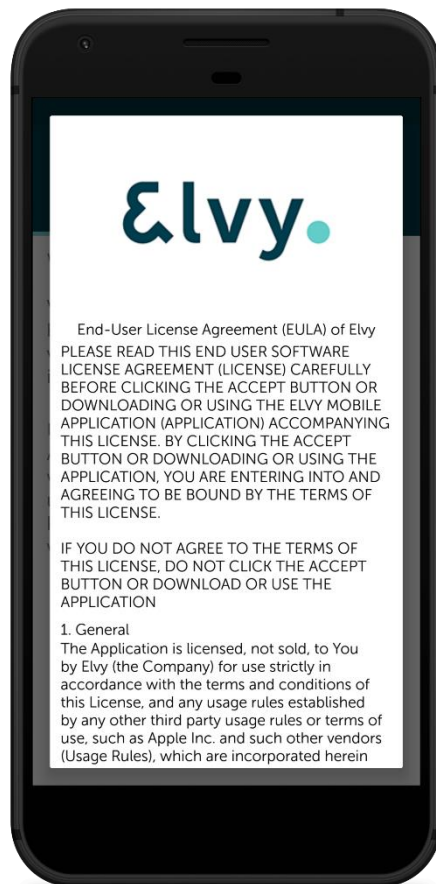 Elvy.
End-User License Agreement (EULA) of Elvy
PLEASE READ THIS END USER SOFTWARE
LICENSE AGREEMENT (LICENSE) CAREFULLY
BEFORE CLICKING THE ACCEPT BUTTON OR
DOWNLOADING OR USING THE ELVY MOBILE
APPLICATION (APPLICATION) ACCOMPANYING
THIS LICENSE. BY CLICKING THE ACCEPT
BUTTON OR DOWNLOADING OR USING THE
APPLICATION, YOU ARE ENTERING INTO AND
AGREEING TO BE BOUND BY THE TERMS OF
THIS LICENSE.
IF YOU DO NOT AGREE TO THE TERMS OF
THIS LICENSE, DO NOT CLICK THE ACCEPT
BUTTON OR DOWNLOAD OR USE THE
APPLICATION
1. General
The Application is licensed, not sold, to You
by Elvy (the Company) for use strictly in
accordance with the terms and conditions of
this License, and any usage rules established
by any other third party usage rules or terms of
use, such as Apple Inc. and such other vendors
(Usage Rules), which are incorporated herein